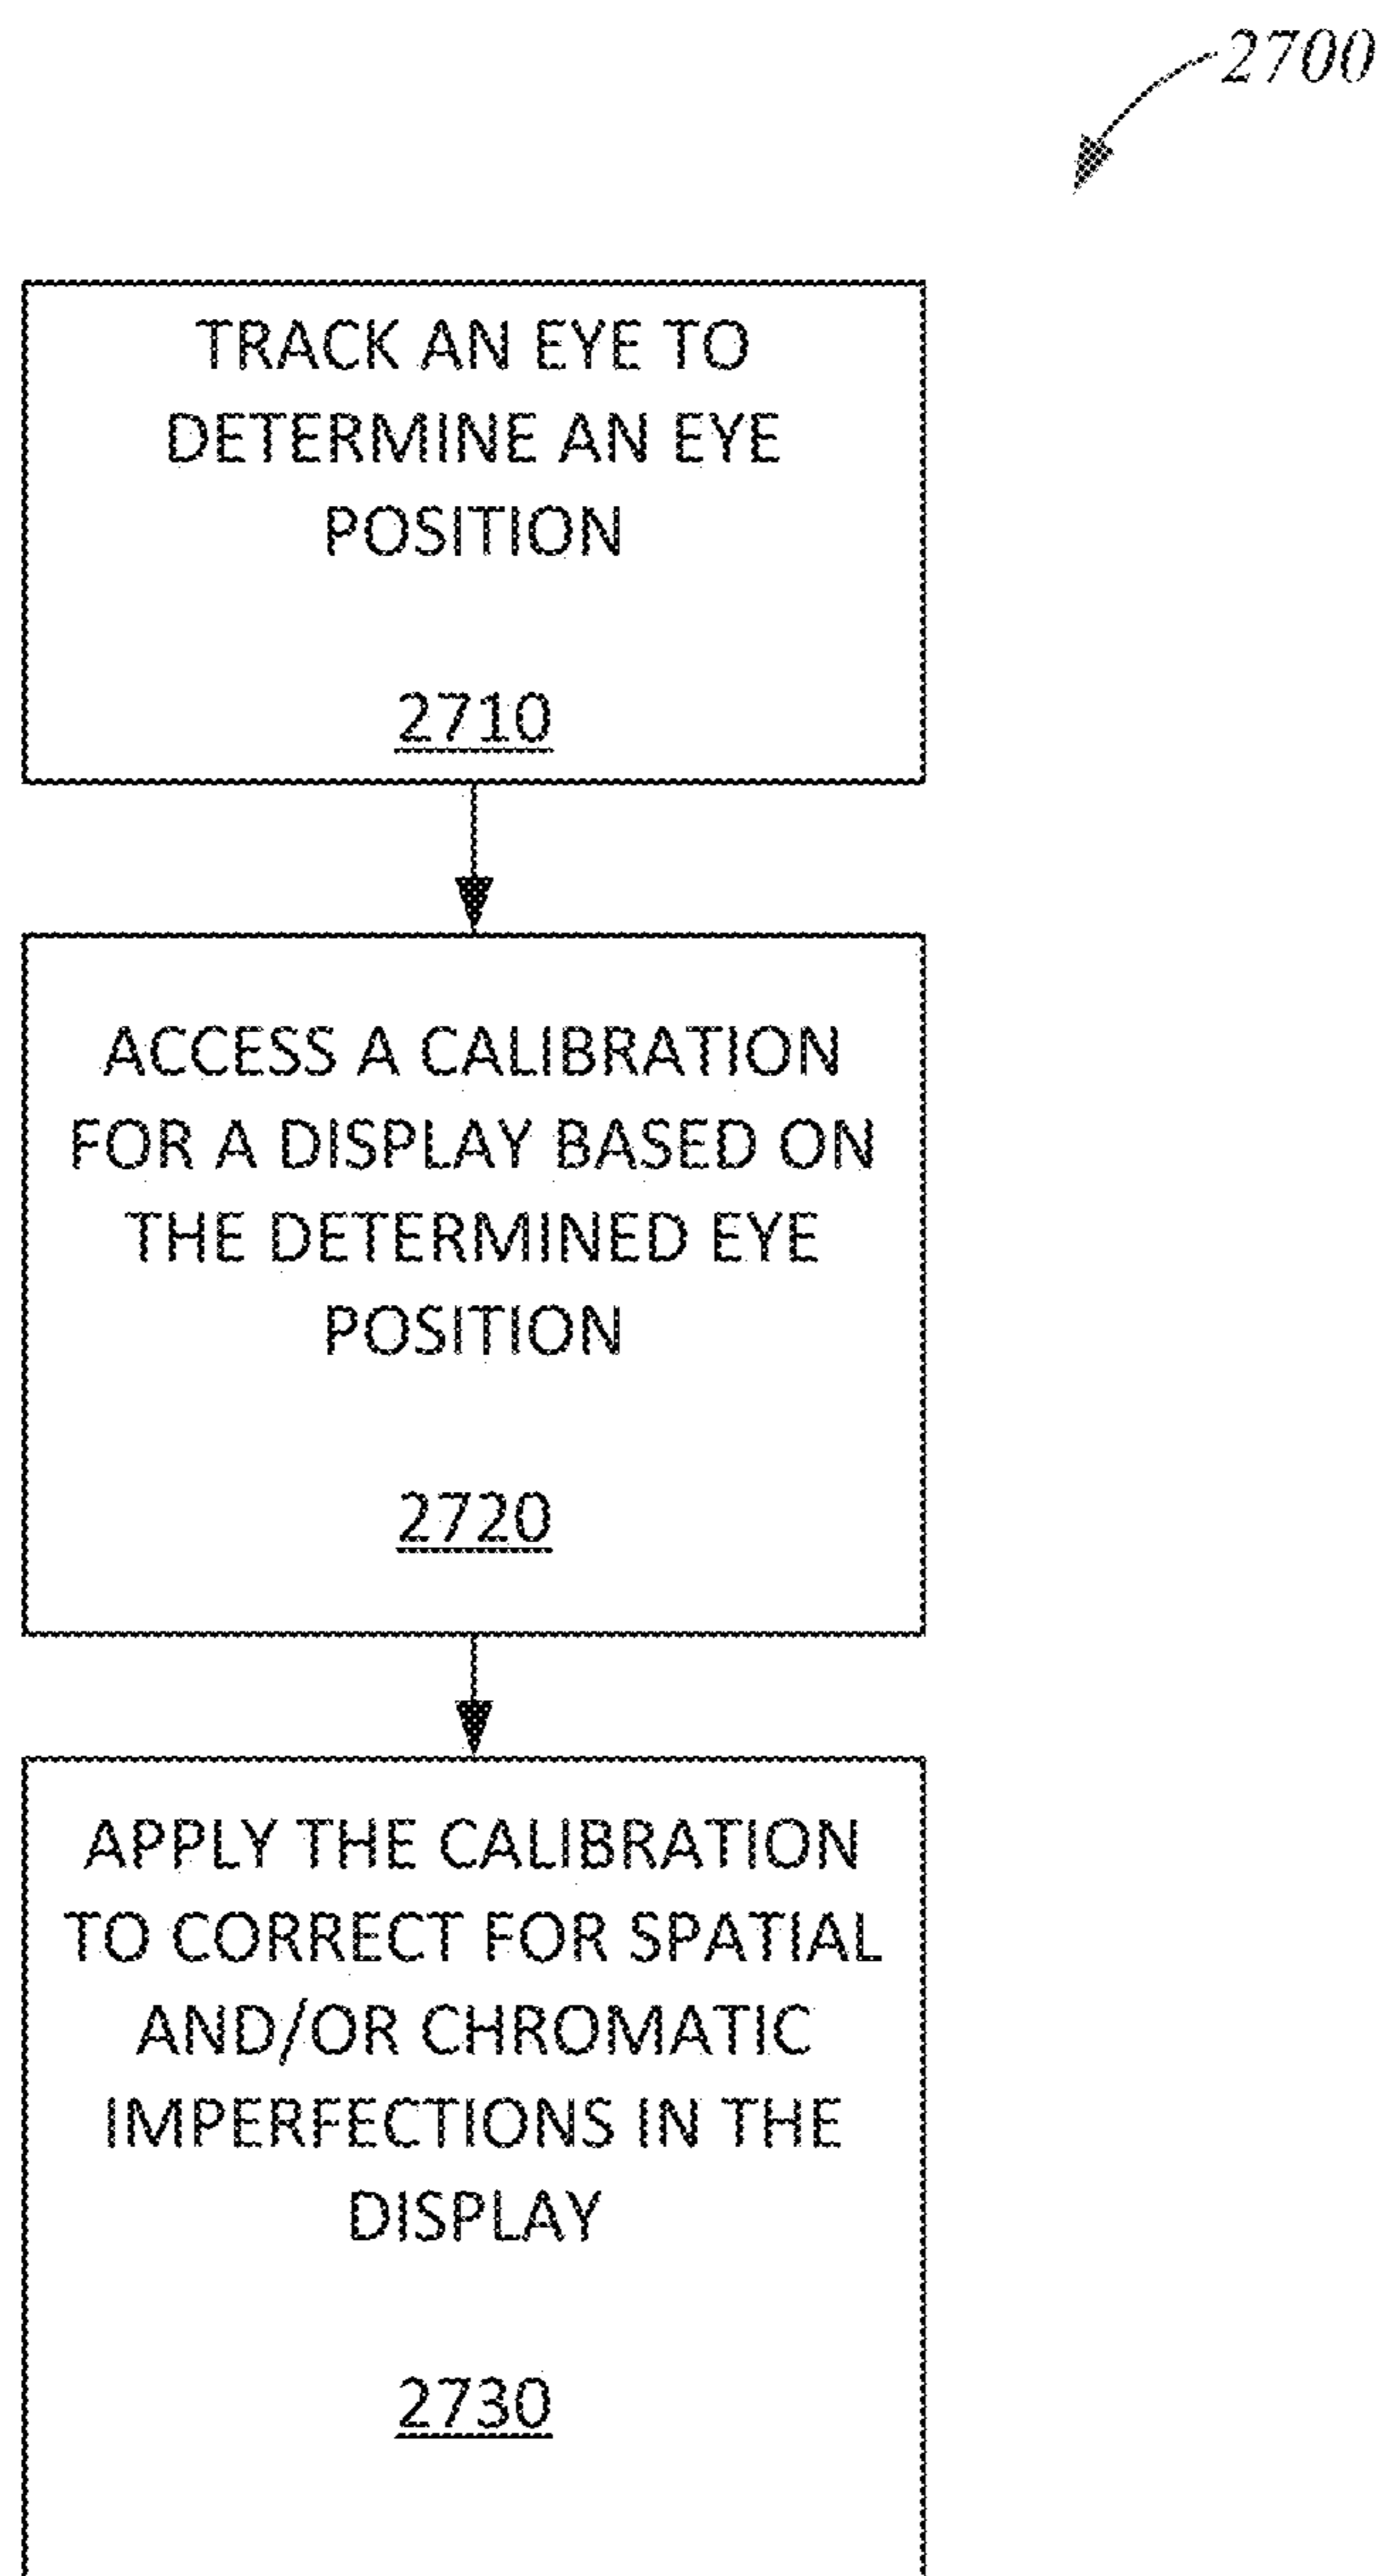 2700
TRACK AN EYE TO
DETERMINE AN EYE
POSITION
2710
ACCESS A CALIBRATION
FOR A DISPLAY BASED ON
THE DETERMINED EYE
POSITION
2720
APPLY THE CALIBRATION
TO CORRECT FOR SPATIAL
AND/OR CHROMATIC
IMPERFECTIONS IN THE
DISPLAY
2730